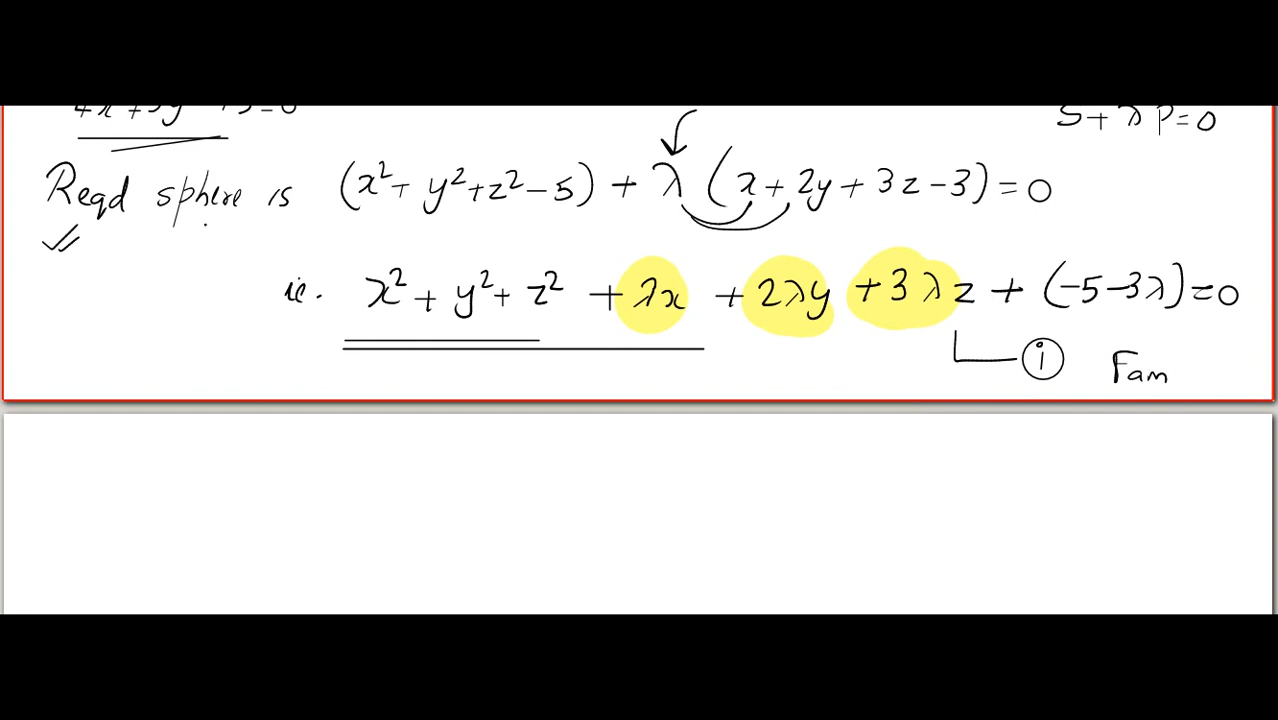 S + λ P = 0
Reqd sphere is (x² + y² + z² - 5) + λ (x + 2y + 3z - 3) = 0
ie. x² + y² + z² + λx + 2λy + 3λz + (-5-3λ) = 0
① Fam